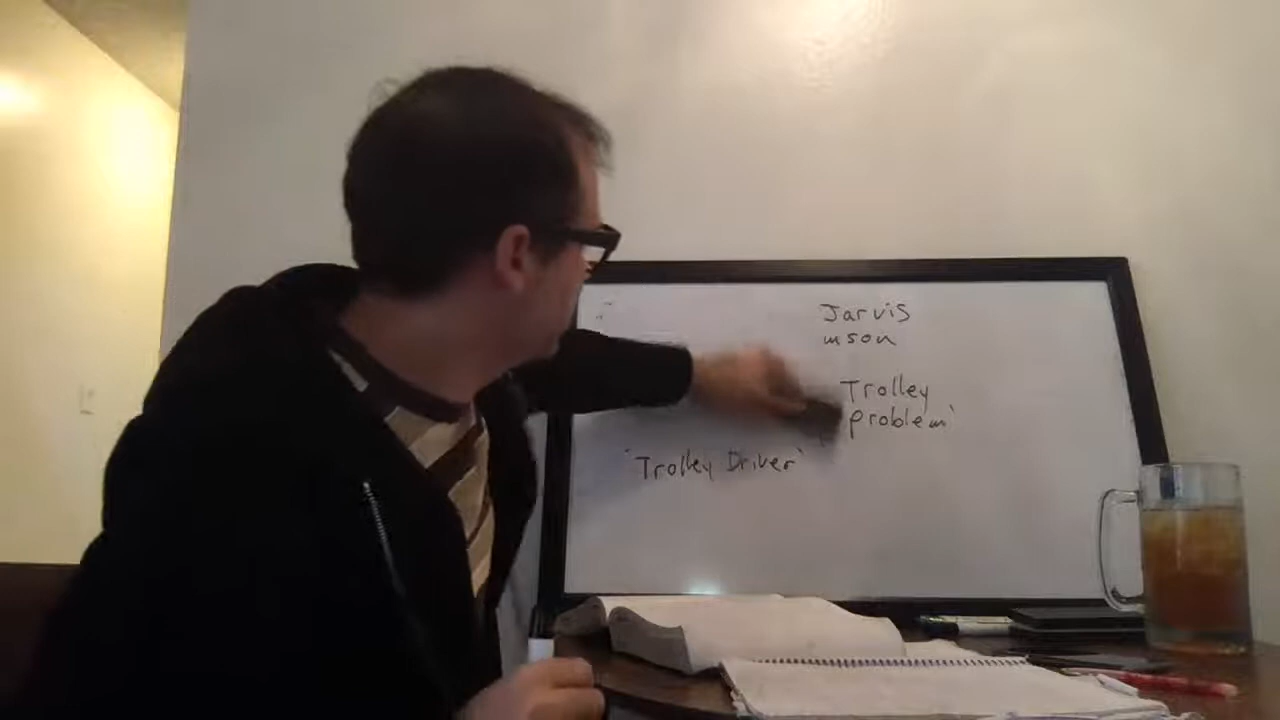 Jarvis
mson
Trolley
problem'
"Trolley Driver"